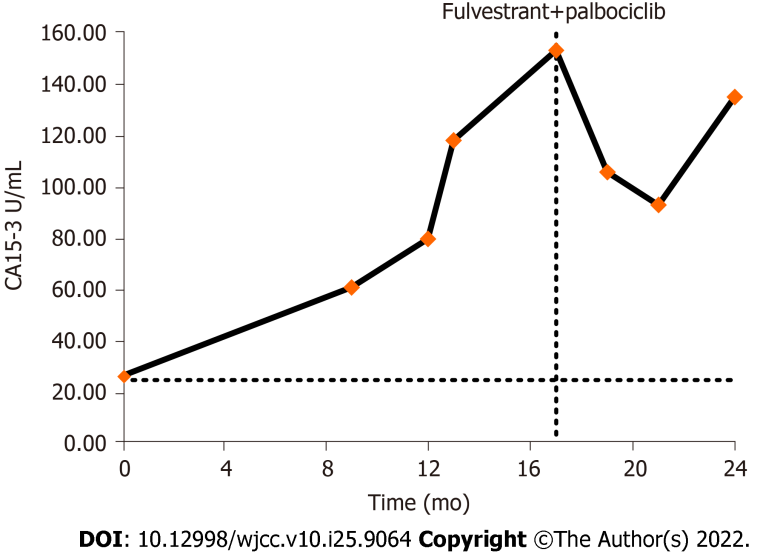 Fulvestrant+palbociclib
160.00
140.00
120.00
100.00
80.00
60.00
40.00
20.00
0.00
CA15-3 U/mL
0 4 8 12 16 20 24
Time (mo)
DOI: 10.12998/wjcc.v10.i25.9064 Copyright ©The Author(s) 2022.